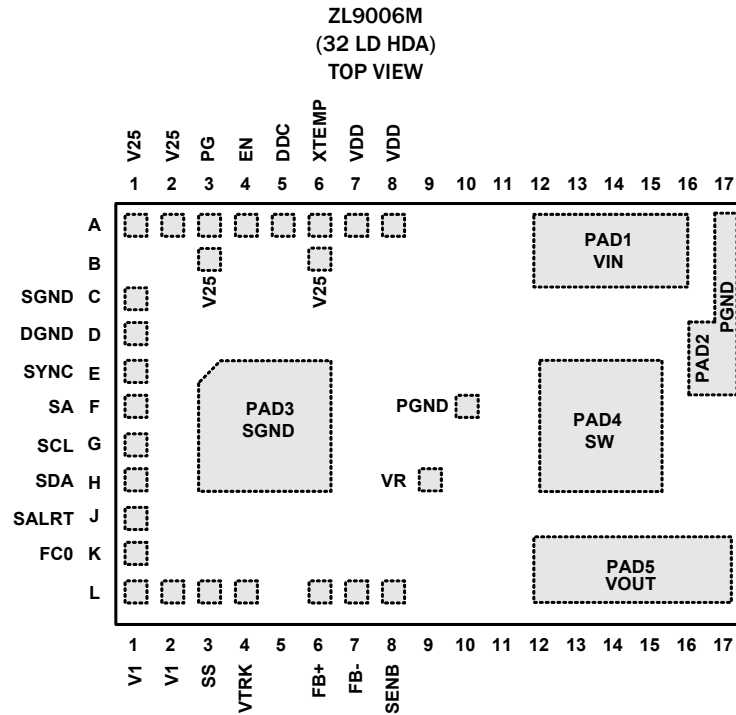 ZL9006M
(32 LD HDA)
TOP VIEW
V25 V25 PG EN DDC XTEMP VDD VDD
1 2 3 4 5 6 7 8 9 10 11 12 13 14 15 16 17
A
PAD1
VIN
B
V25 V25
PGND
SGND C
DGND D
PAD2
SYNC E
SA F
PAD3
SGND
PGND
PAD4
SW
SCL G
SDA H
VR
SALRT J
FC0 K
PAD5
VOUT
L
1 2 3 4 5 6 7 8 9 10 11 12 13 14 15 16 17
V1 V1 SS VTRK FB+ FB- SENB